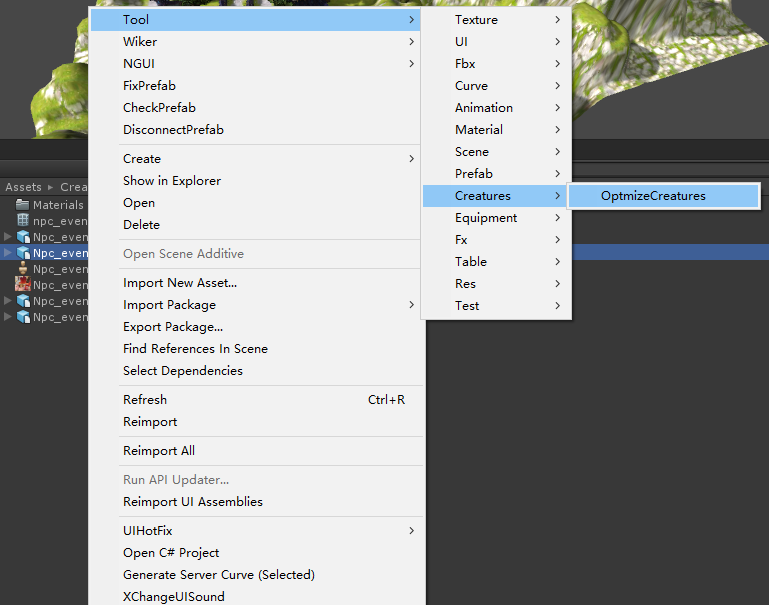 Tool
Wiker
NGUI
FixPrefab
CheckPrefab
DisconnectPrefab
Create
Show in Explorer
Open
Delete
Open Scene Additive
Import New Asset...
Import Package
Export Package...
Find References In Scene
Select Dependencies
Refresh Ctrl+R
Reimport
Reimport All
Run API Updater...
Reimport UI Assemblies
UIHotFix
Open C# Project
Generate Server Curve (Selected)
XChangeUISound
Texture
UI
Fbx
Curve
Animation
Material
Scene
Prefab
Creatures
Equipment
Fx
Table
Res
Test
OptmizeCreatures
Assets ▸ Crea
Materials
npc_even
Npc_even
Npc_even
Npc_even
Npc_even
Npc_even
Npc_even